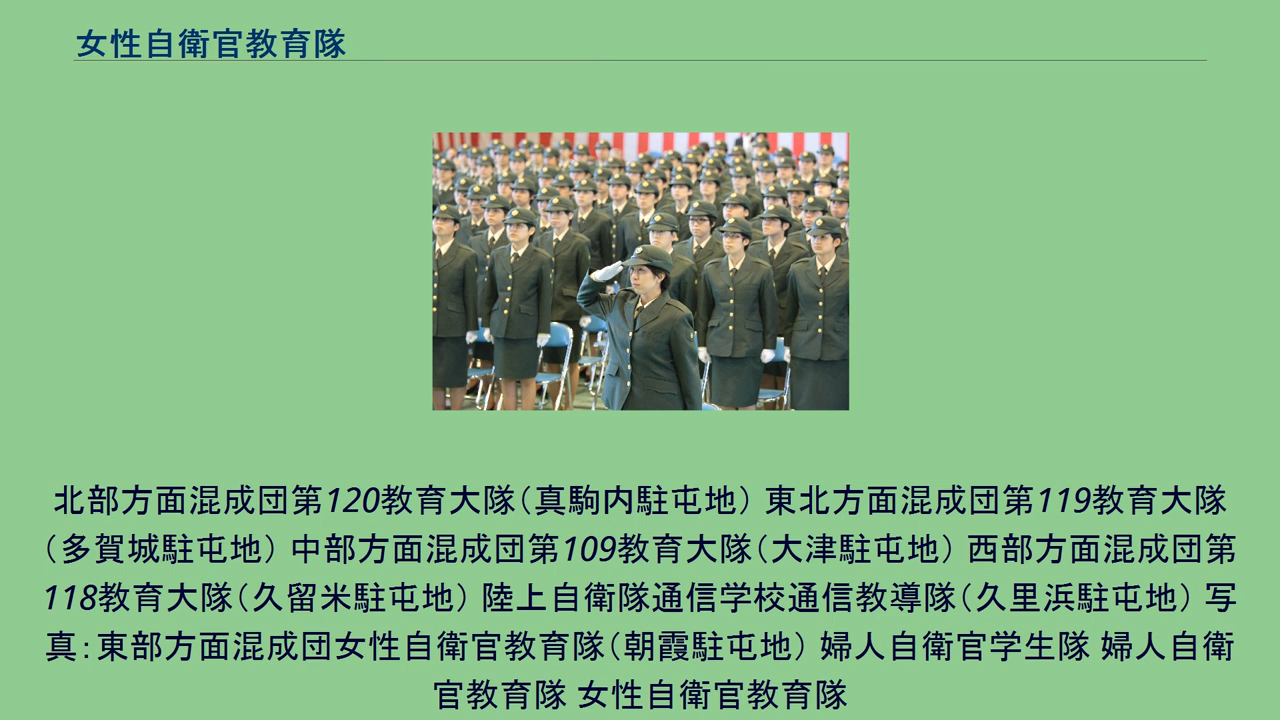 女性自衛官教育隊
北部方面混成団第120教育大隊（真駒内駐屯地） 東北方面混成団第119教育大隊
（多賀城駐屯地） 中部方面混成団第109教育大隊（大津駐屯地） 西部方面混成団第
118教育大隊（久留米駐屯地） 陸上自衛隊通信学校通信教導隊（久里浜駐屯地） 写
真：東部方面混成団女性自衛官教育隊（朝霞駐屯地） 婦人自衛官学生隊 婦人自衛
官教育隊 女性自衛官教育隊